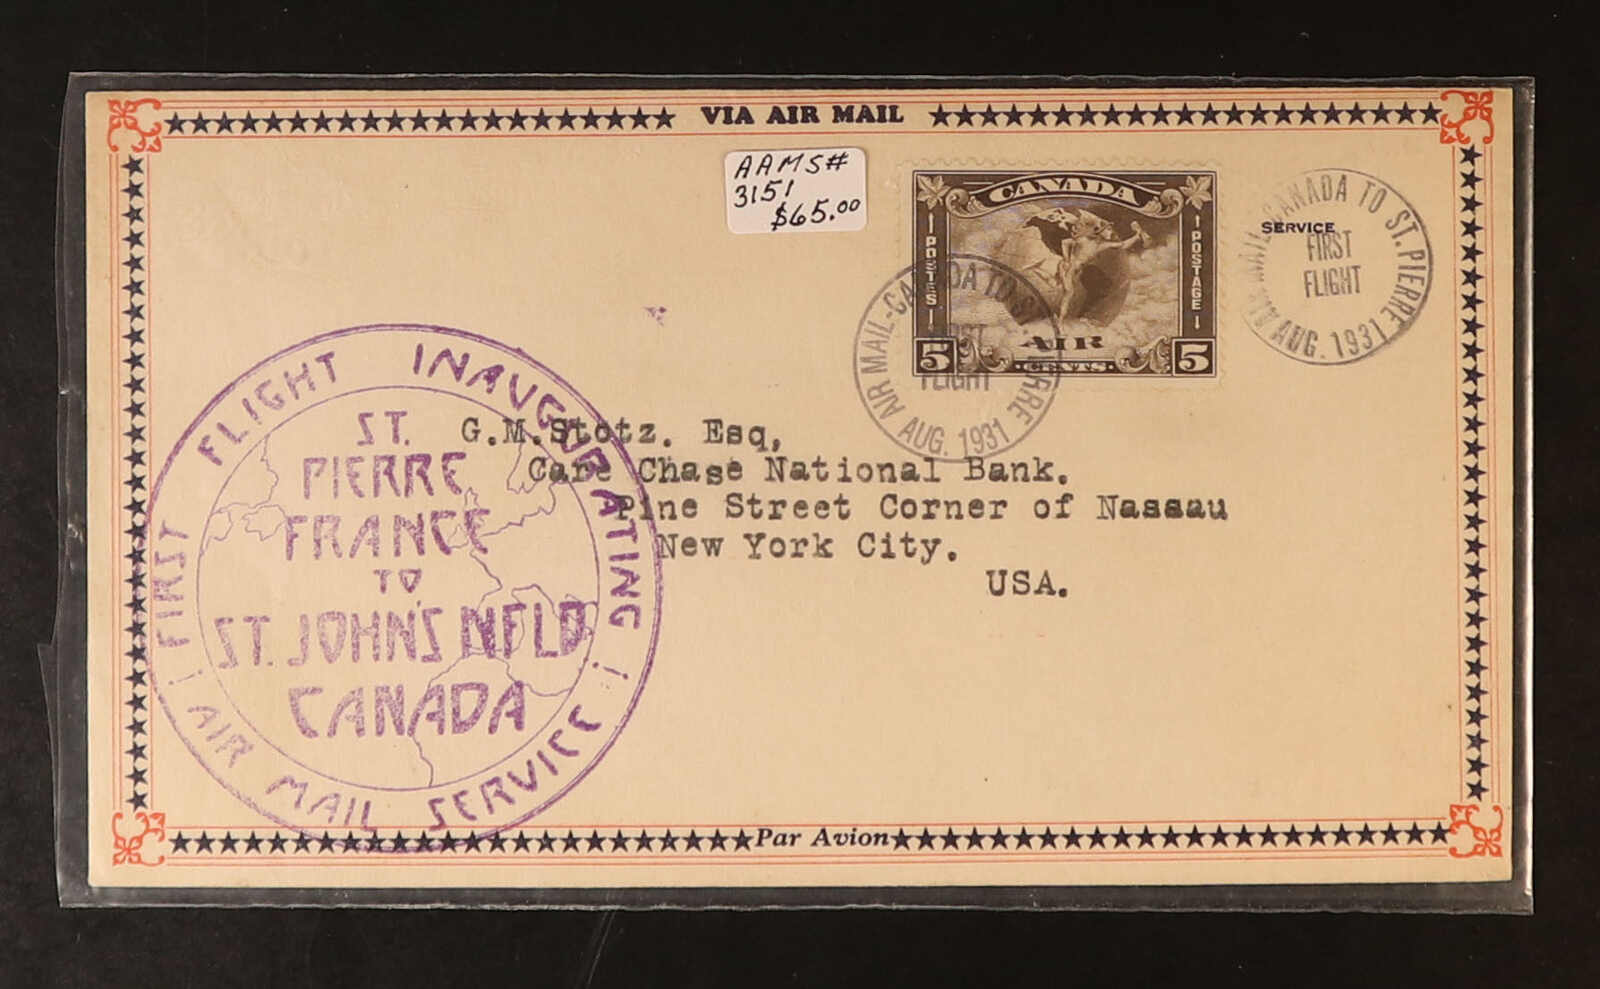 VIA AIR MAIL
AAMS#
3151
$65.00
CANADA
POSTES
POSTAGE
AIR
5 CENTS 5
AIR MAIL-CANADA TO ST. PIERRE
FIRST
FLIGHT
AUG. 1931
AIR MAIL-CANADA TO ST. PIERRE
SERVICE
FIRST
FLIGHT
AUG. 1931
FIRST FLIGHT INAUGURATING
ST.
PIERRE
FRANCE
TO
ST. JOHN'S NFLD
CANADA
AIR MAIL SERVICE
G.M.Stotz. Esq,
Care Chase National Bank.
Pine Street Corner of Nassau
New York City.
USA.
Par Avion